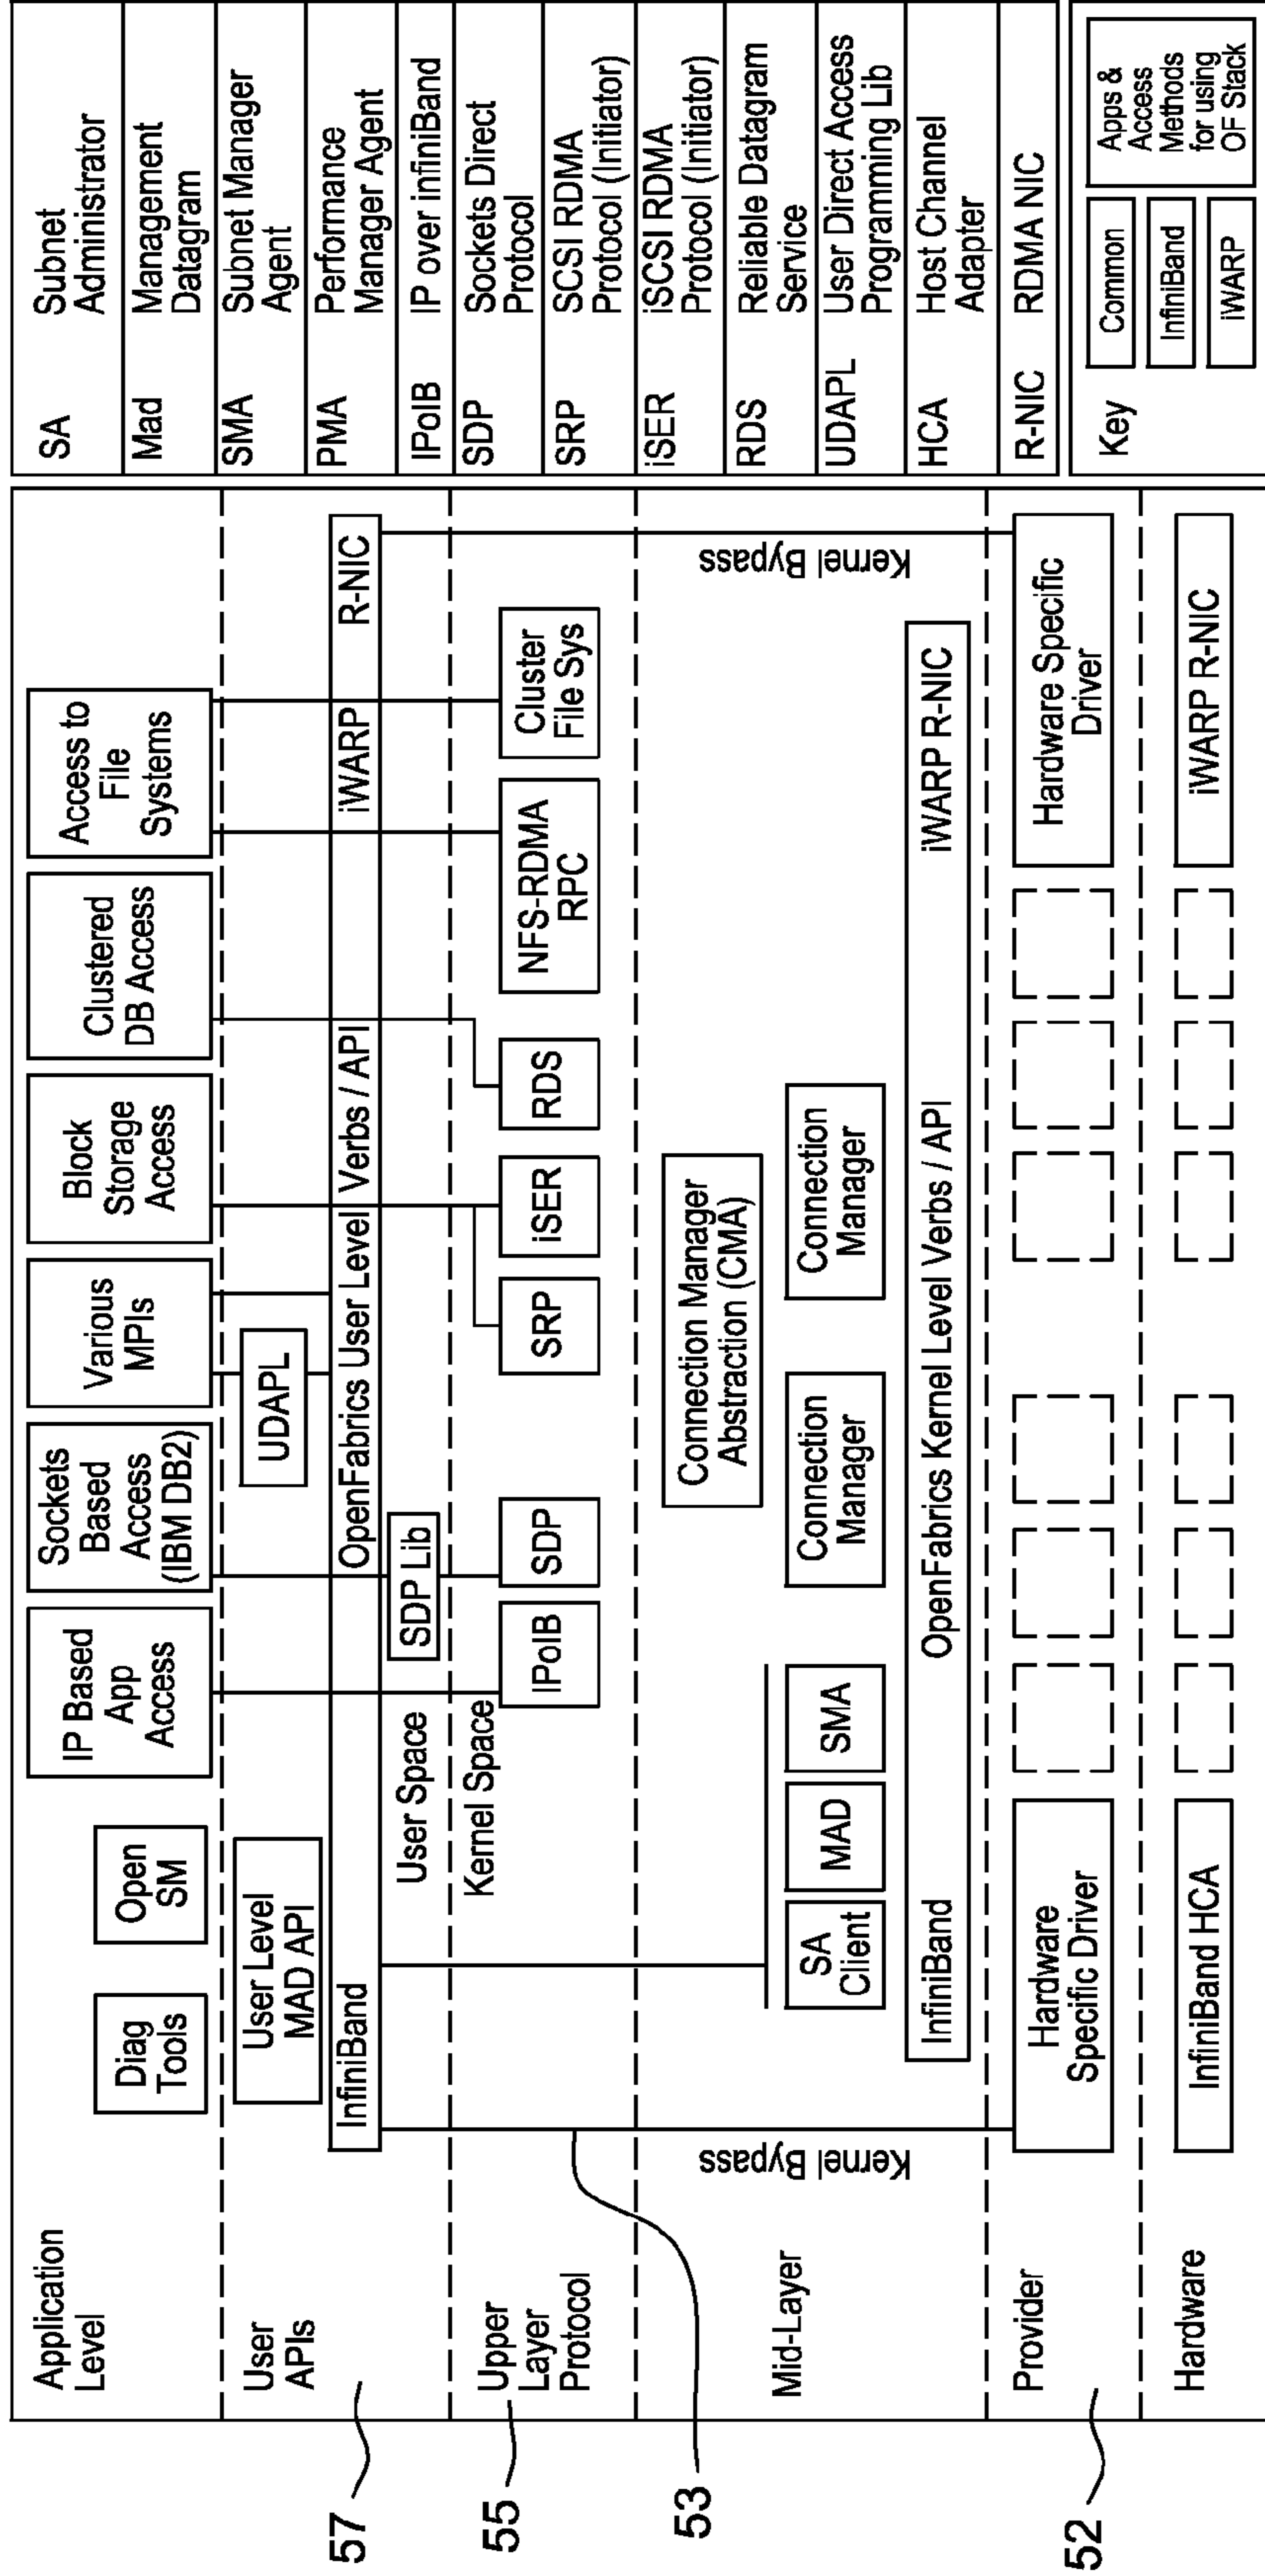 Application
Level
Diag
Tools
Open
SM
IP Based
App
Access
Sockets
Based
Access
(IBM DB2)
Various
MPIs
Block
Storage
Access
Clustered
DB Access
Access to
File
Systems
User
APIs
User Level
MAD API
UDAPL
InfiniBand
OpenFabrics User Level Verbs / API
iWARP
R-NIC
SDP Lib
User Space
Kernel Space
Upper
Layer
Protocol
IPoIB
SDP
SRP
iSER
RDS
NFS-RDMA
RPC
Cluster
File Sys
Kernel Bypass
Kernel Bypass
Mid-Layer
Connection Manager
Abstraction (CMA)
SA
Client
MAD
SMA
Connection
Manager
Connection
Manager
InfiniBand
OpenFabrics Kernel Level Verbs / API
iWARP R-NIC
Provider
Hardware
Specific Driver
Hardware Specific
Driver
Hardware
InfiniBand HCA
iWARP R-NIC
57
55
53
52
SA Subnet
Administrator
Mad Management
Datagram
SMA Subnet Manager
Agent
PMA Performance
Manager Agent
IPoIB IP over infiniBand
SDP Sockets Direct
Protocol
SRP SCSI RDMA
Protocol (Initiator)
iSER iSCSI RDMA
Protocol (Initiator)
RDS Reliable Datagram
Service
UDAPL User Direct Access
Programming Lib
HCA Host Channel
Adapter
R-NIC RDMA NIC
Key
Common
InfiniBand
iWARP
Apps &
Access
Methods
for using
OF Stack